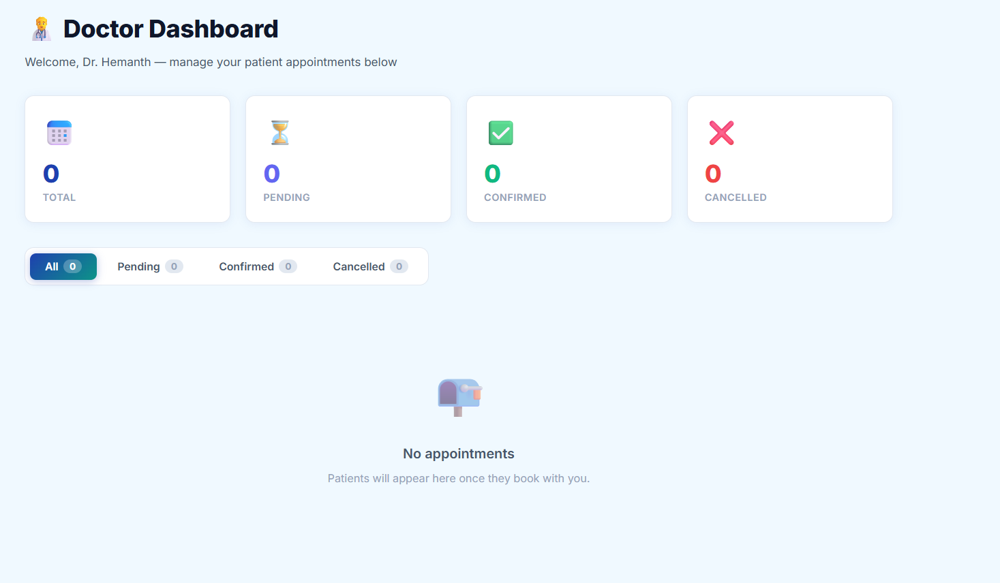 Doctor Dashboard
Welcome, Dr. Hemanth — manage your patient appointments below
0
TOTAL
0
PENDING
0
CONFIRMED
0
CANCELLED
All 0 Pending 0 Confirmed 0 Cancelled 0
No appointments
Patients will appear here once they book with you.